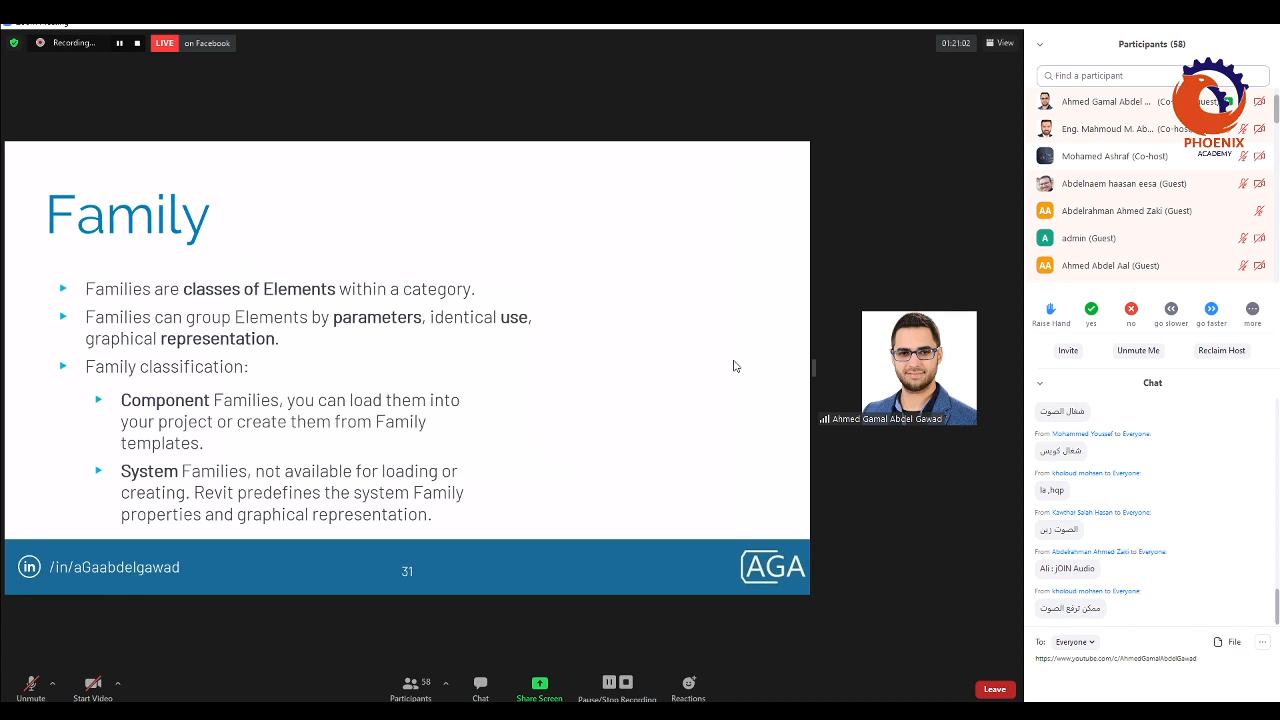 Recording...
LIVE
on Facebook
01:21:02
View
Participants (58)
Find a participant
PHOENIX
ACADEMY
Ahmed Gamal Abdel ...
Eng. Mahmoud M. Ab... (Co-host
Mohamed Ashraf (Co-host)
Abdelnaem haasan eesa (Guest)
AA
Abdelrahman Ahmed Zaki (Guest)
A
admin (Guest)
AA
Ahmed Abdel Aal (Guest)
Raise Hand
yes
no
go slower
go faster
more
Invite
Unmute Me
Reclaim Host
Chat
شغال الصوت
From Mohammed Youssef to Everyone:
شغال كويس
From kholoud mohsen to Everyone:
la ,hqp
From Kawthar Salah Hasan to Everyone:
الصوت زين
From Abdelrahman Ahmed Zaki to Everyone:
Ali : jOIN Audio
From kholoud mohsen to Everyone:
ممكن ترفع الصوت
To:
Everyone
File
https://www.youtube.com/c/AhmedGamalAbdelGawad
Leave
Family
Families are classes of Elements within a category.
Families can group Elements by parameters, identical use,
graphical representation.
Family classification:
Component Families, you can load them into
your project or create them from Family
templates.
System Families, not available for loading or
creating. Revit predefines the system Family
properties and graphical representation.
in
/in/aGaabdelgawad
31
AGA
Ahmed Gamal Abdel Gawad
Unmute
Start Video
58
Participants
Chat
Share Screen
Pause/Stop Recording
Reactions